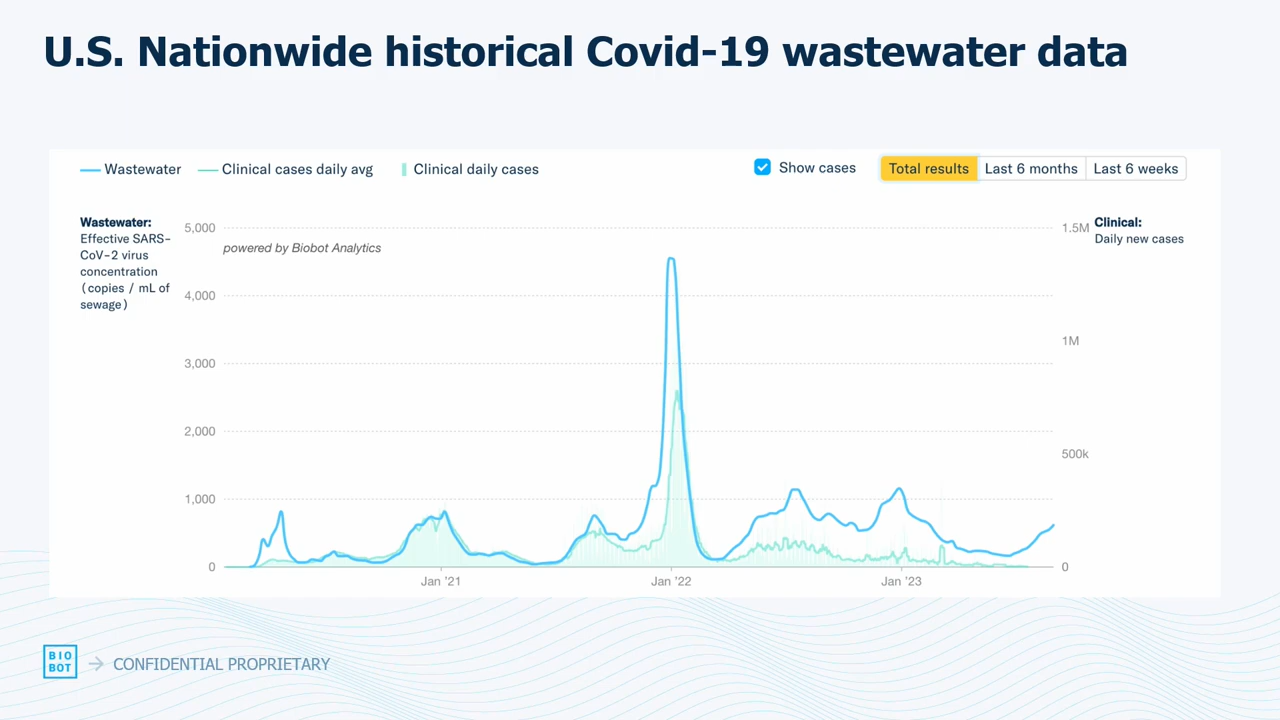 U.S. Nationwide historical Covid-19 wastewater data
Wastewater
Clinical cases daily avg
Clinical daily cases
Show cases
Total results
Last 6 months
Last 6 weeks
Wastewater:
Effective SARS-
CoV-2 virus
concentration
(copies / mL of
sewage)
5,000
4,000
3,000
2,000
1,000
0
powered by Biobot Analytics
1.5M
1M
500k
0
Clinical:
Daily new cases
Jan '21
Jan '22
Jan '23
BIO
BOT
CONFIDENTIAL PROPRIETARY